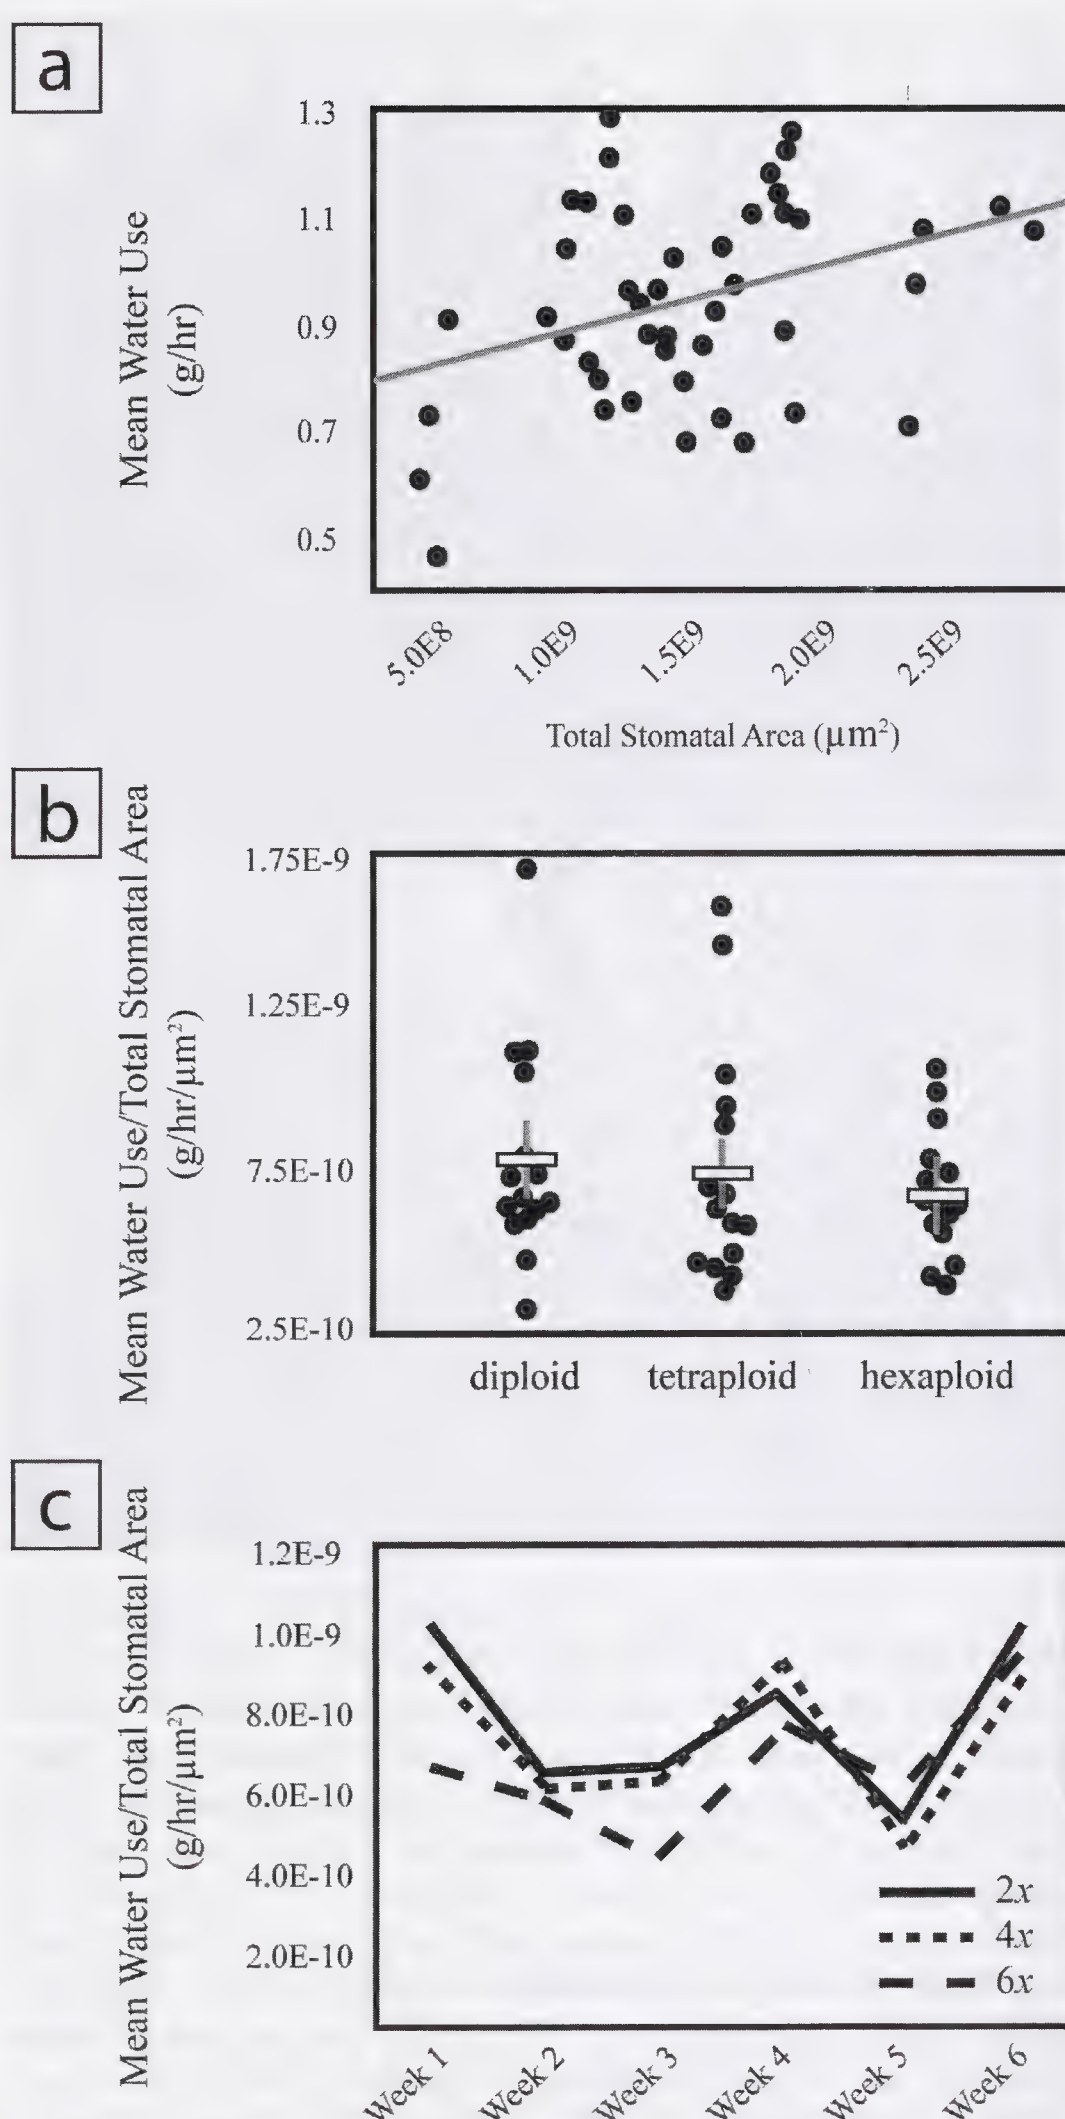 a
Mean Water Use
(g/hr)
1.3
1.1
0.9
0.7
0.5
5.0E8
1.0E9
1.5E9
2.0E9
2.5E9
Total Stomatal Area (μm²)
b
Mean Water Use/Total Stomatal Area
(g/hr/μm²)
1.75E-9
1.25E-9
7.5E-10
2.5E-10
diploid
tetraploid
hexaploid
c
Mean Water Use/Total Stomatal Area
(g/hr/μm²)
1.2E-9
1.0E-9
8.0E-10
6.0E-10
4.0E-10
2.0E-10
2x
4x
6x
Week 1
Week 2
Week 3
Week 4
Week 5
Week 6